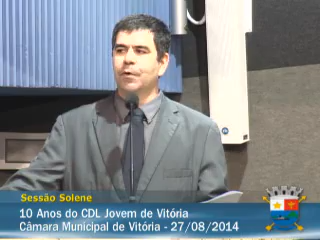 Sessão Solene
10 Anos do CDL Jovem de Vitória
Câmara Municipal de Vitória - 27/08/2014